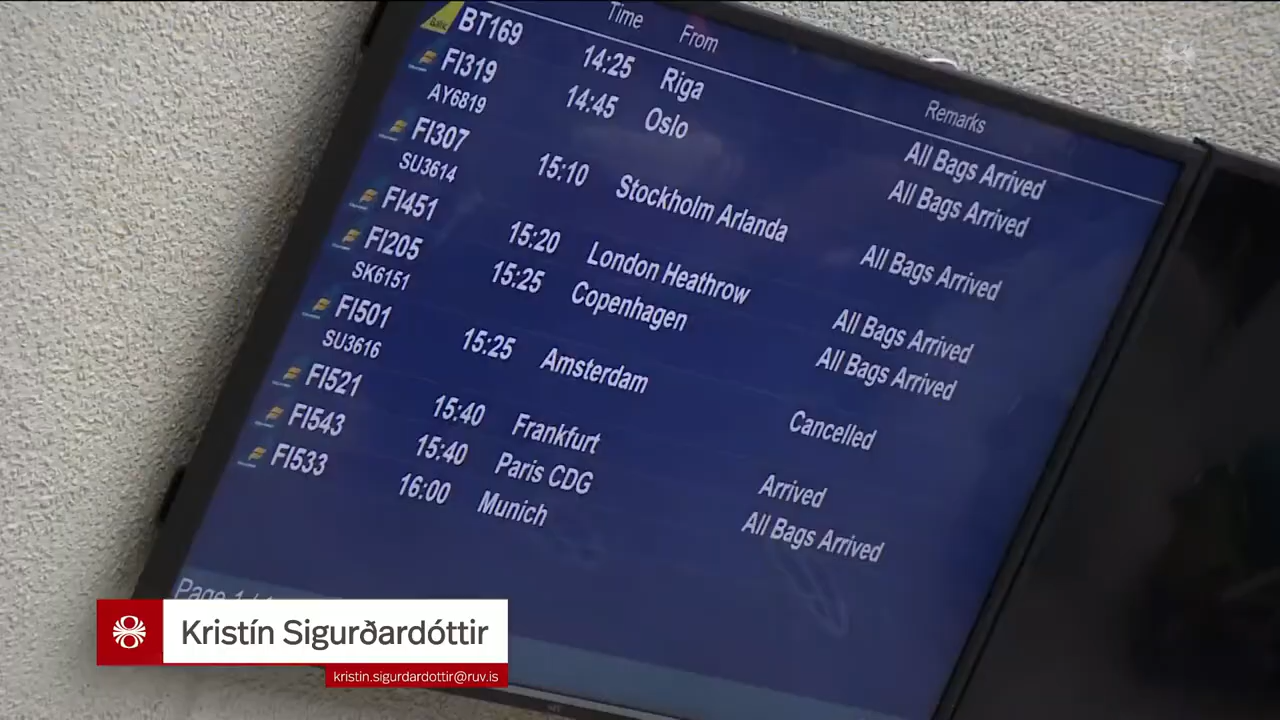 Time From Remarks
BT169 14:25 Riga All Bags Arrived
FI319 14:45 Oslo All Bags Arrived
AY6819
FI307 15:10 Stockholm Arlanda All Bags Arrived
SU3614
FI451 15:20 London Heathrow All Bags Arrived
FI205 15:25 Copenhagen All Bags Arrived
SK6151
FI501 15:25 Amsterdam Cancelled
SU3616
FI521 15:40 Frankfurt Arrived
FI543 15:40 Paris CDG All Bags Arrived
FI533 16:00 Munich
Page 1 /
Kristín Sigurðardóttir
kristin.sigurdardottir@ruv.is